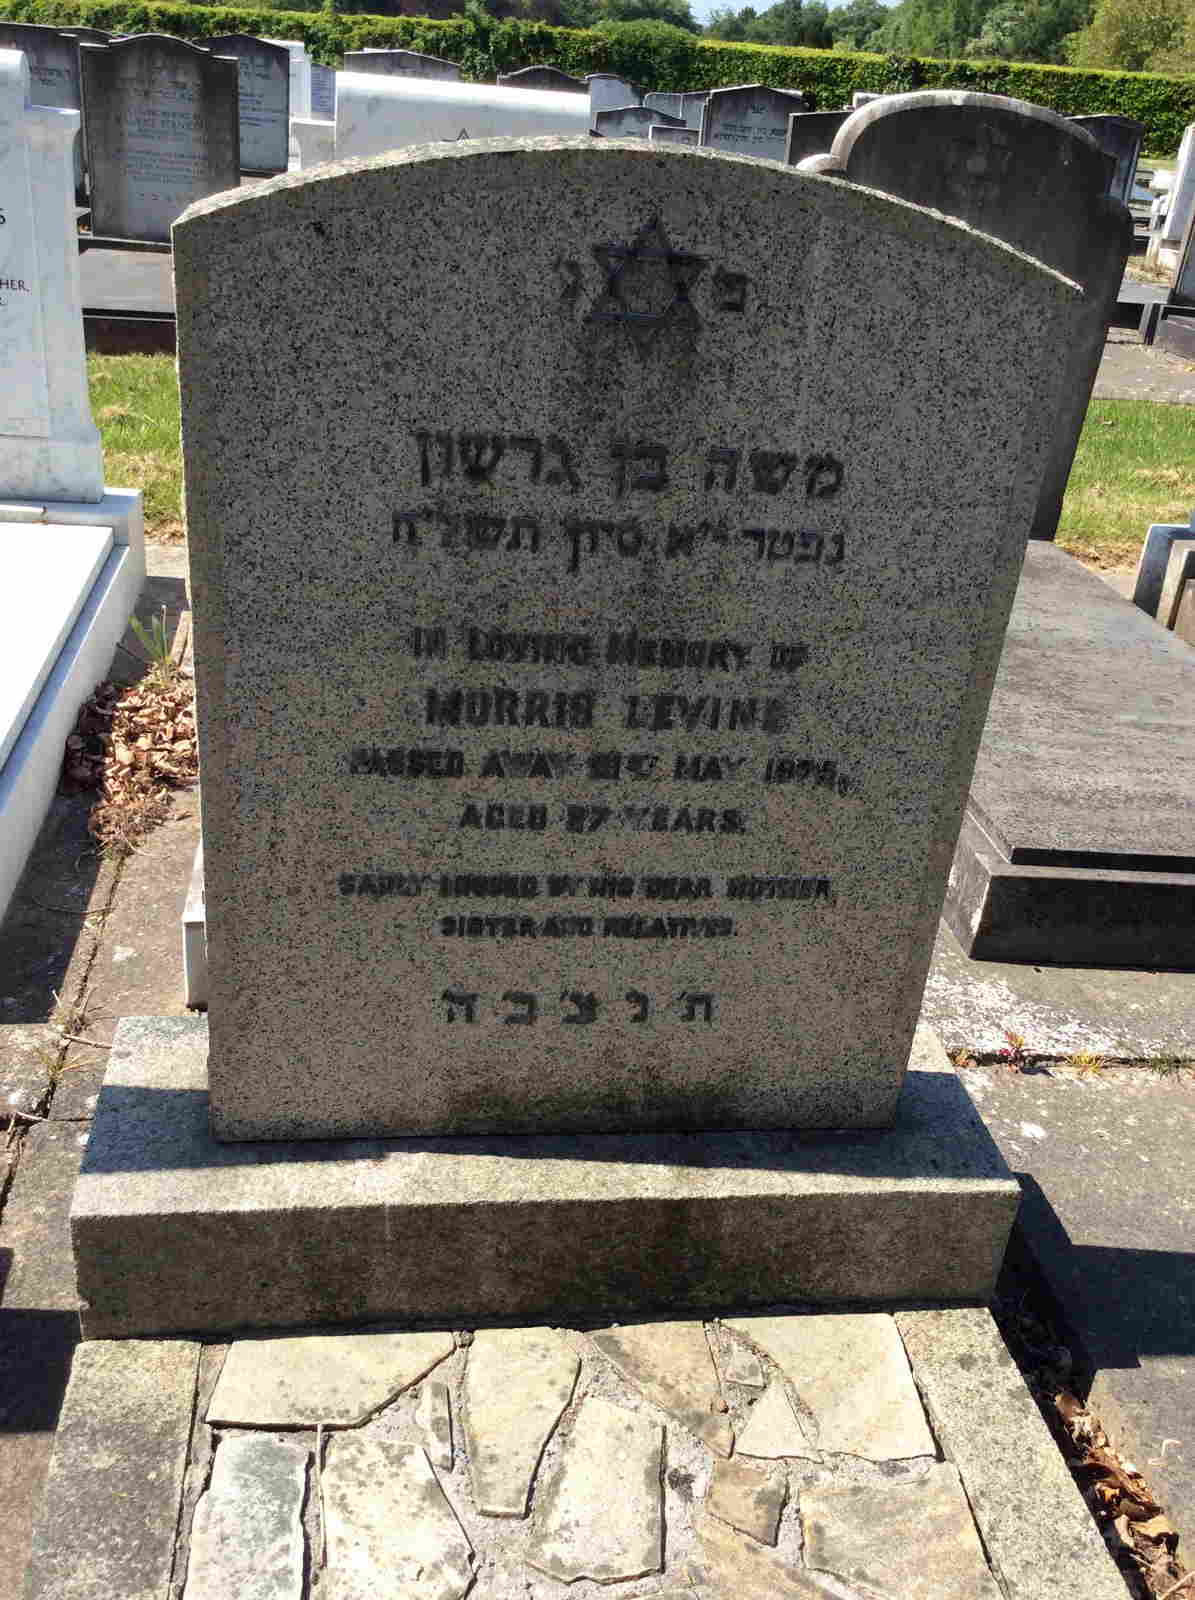 פ נ
משה בן גרשון
נפטר י״א סיון תשל״ה
IN LOVING MEMORY OF
MORRIS LEVINE
PASSED AWAY 21ST MAY 1975,
AGED YEARS.
SADLY MISSED BY HIS DEAR MOTHER,
SISTER AND RELATIVES.
ת׳ נ׳ צ׳ ב׳ ה׳